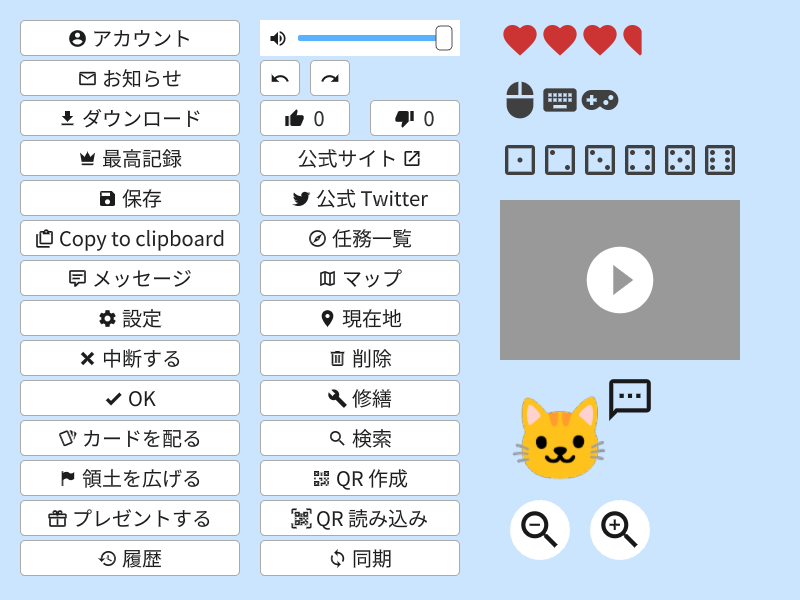 アカウント
お知らせ
ダウンロード
最高記録
保存
Copy to clipboard
メッセージ
設定
中断する
OK
カードを配る
領土を広げる
プレゼントする
履歴
0
0
公式サイト
公式 Twitter
任務一覧
マップ
現在地
削除
修繕
検索
QR 作成
QR 読み込み
同期